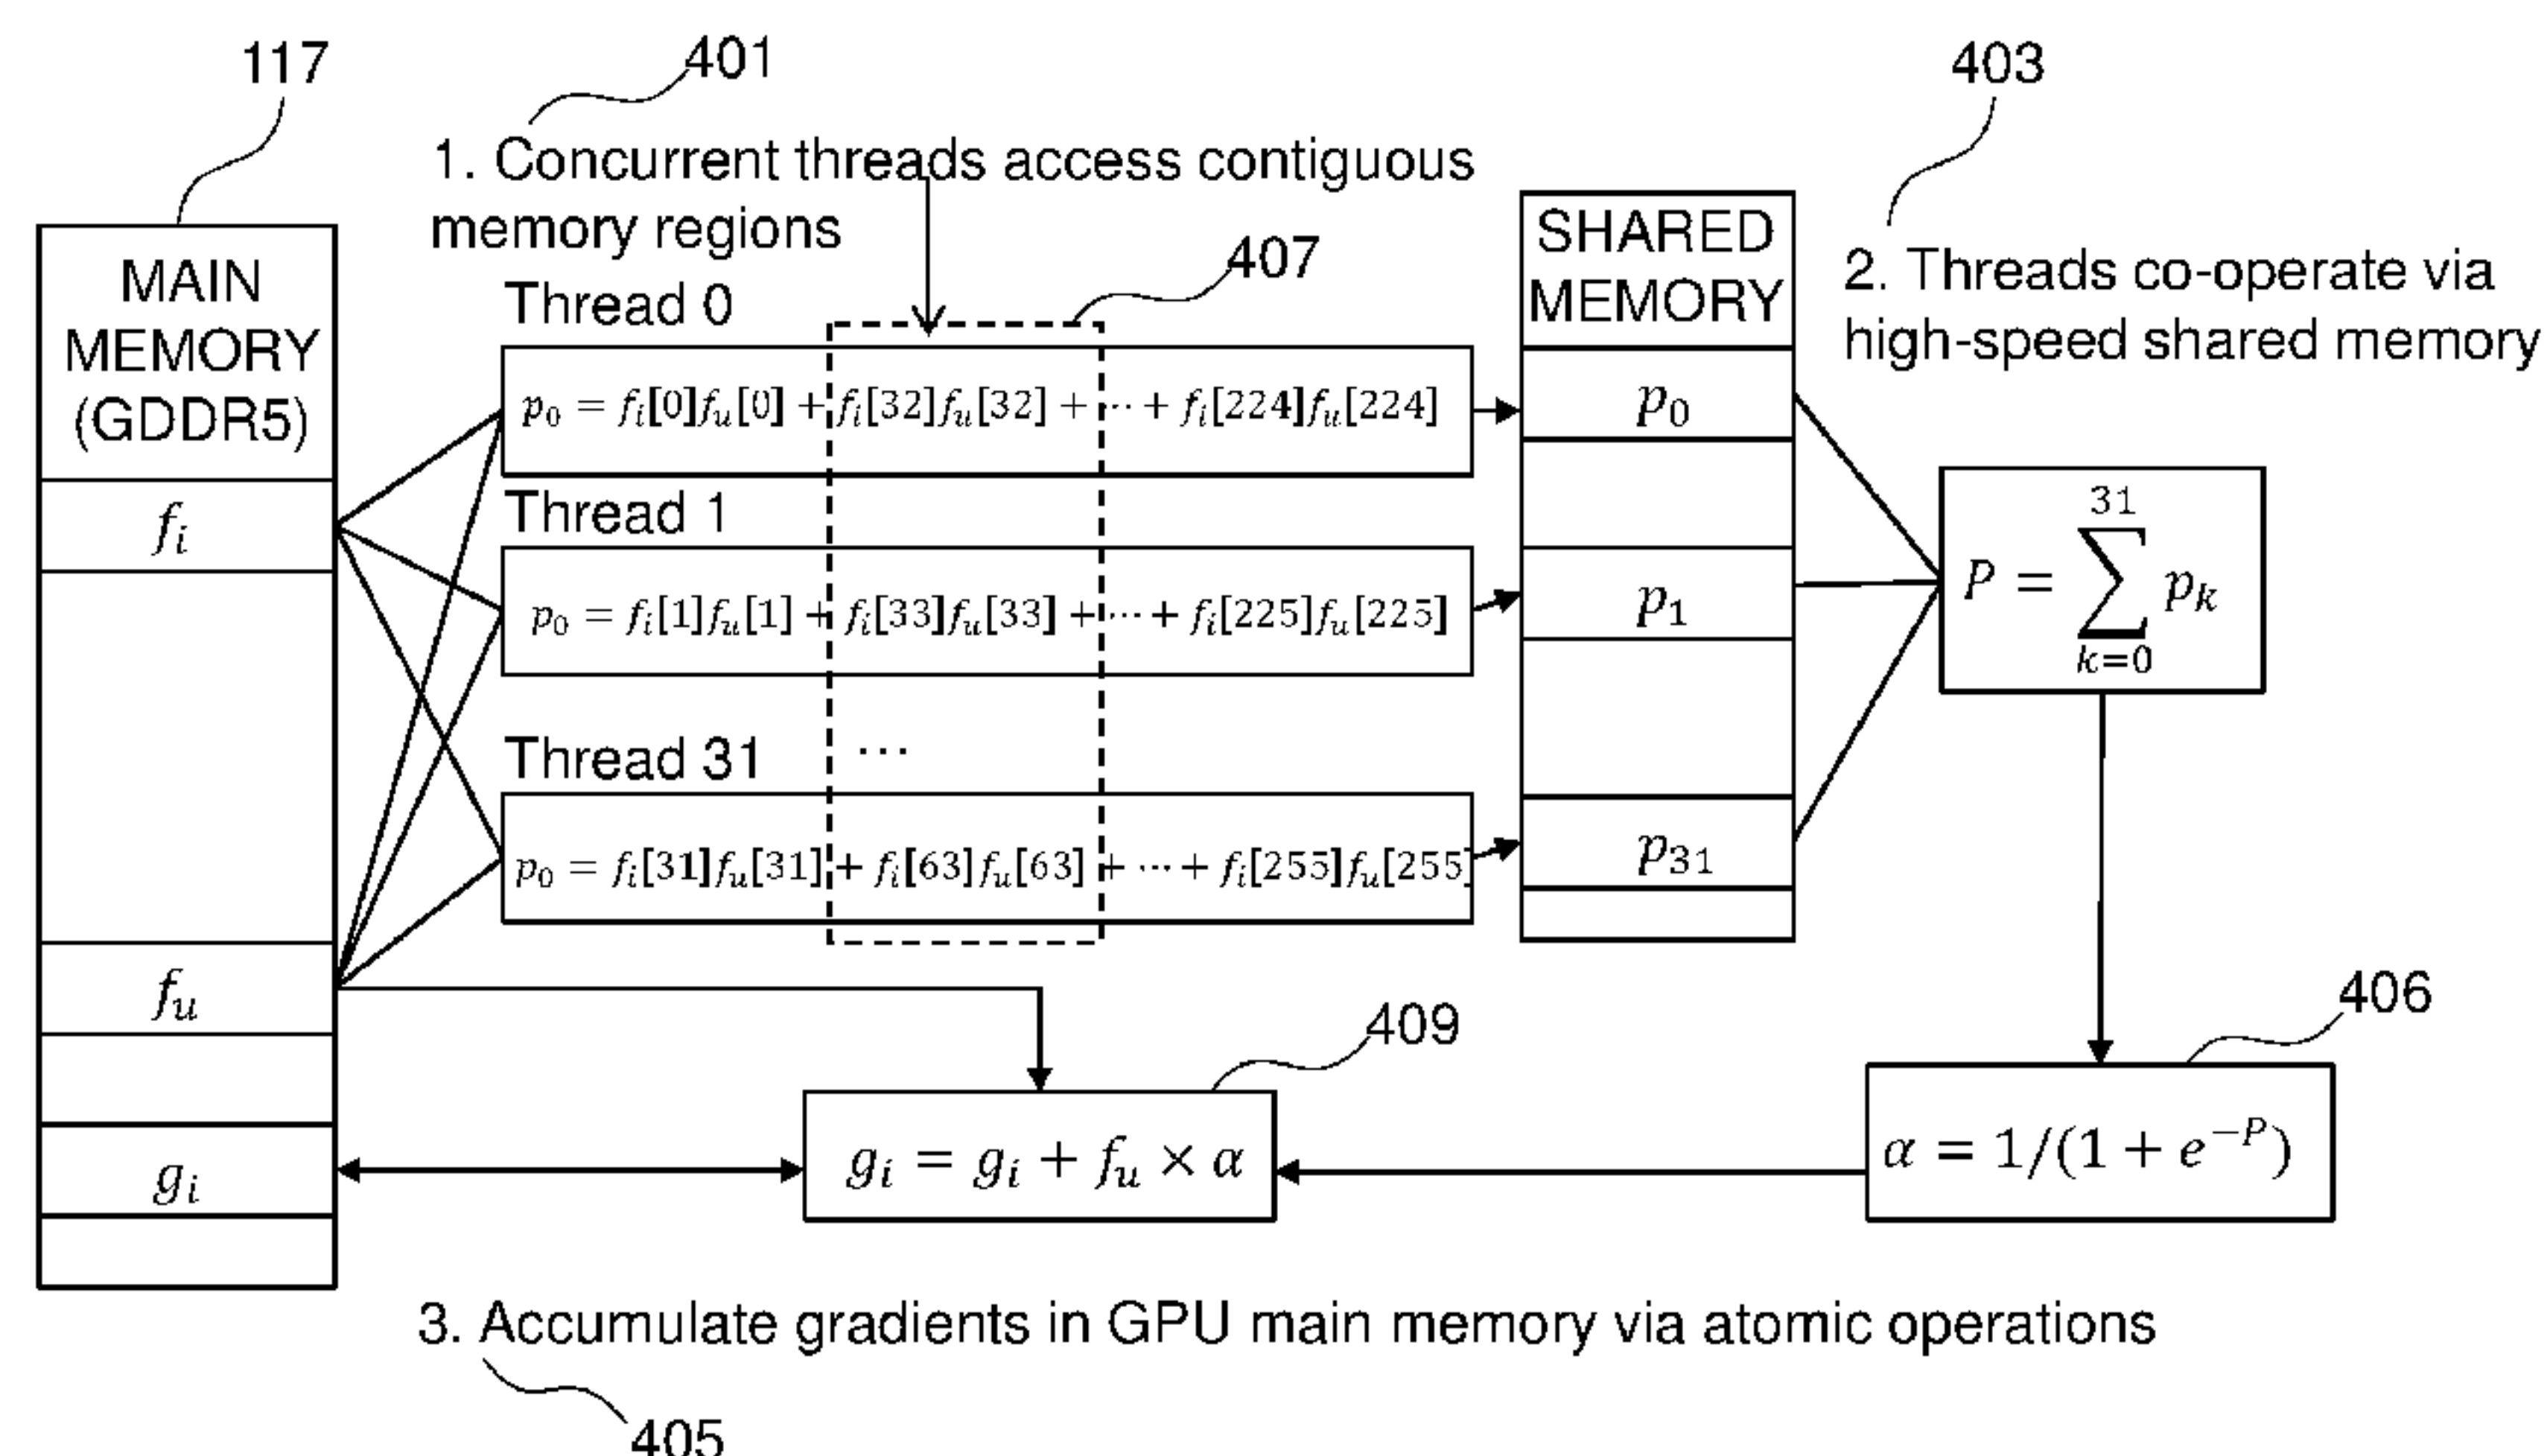 117
401
403
1. Concurrent threads access contiguous
memory regions
407
MAIN
MEMORY
(GDDR5)
SHARED
MEMORY
2. Threads co-operate via
high-speed shared memory
Thread 0
p₀ = fᵢ[0]fᵤ[0] + fᵢ[32]fᵤ[32] + ⋯ + fᵢ[224]fᵤ[224]
p₀
fᵢ
Thread 1
p₀ = fᵢ[1]fᵤ[1] + fᵢ[33]fᵤ[33] + ⋯ + fᵢ[225]fᵤ[225]
p₁
31
P = ∑ pₖ
k=0
Thread 31
...
p₀ = fᵢ[31]fᵤ[31] + fᵢ[63]fᵤ[63] + ⋯ + fᵢ[255]fᵤ[255]
p₃₁
fᵤ
409
406
gᵢ
gᵢ = gᵢ + fᵤ × α
α = 1/(1 + e⁻ᴾ)
3. Accumulate gradients in GPU main memory via atomic operations
405